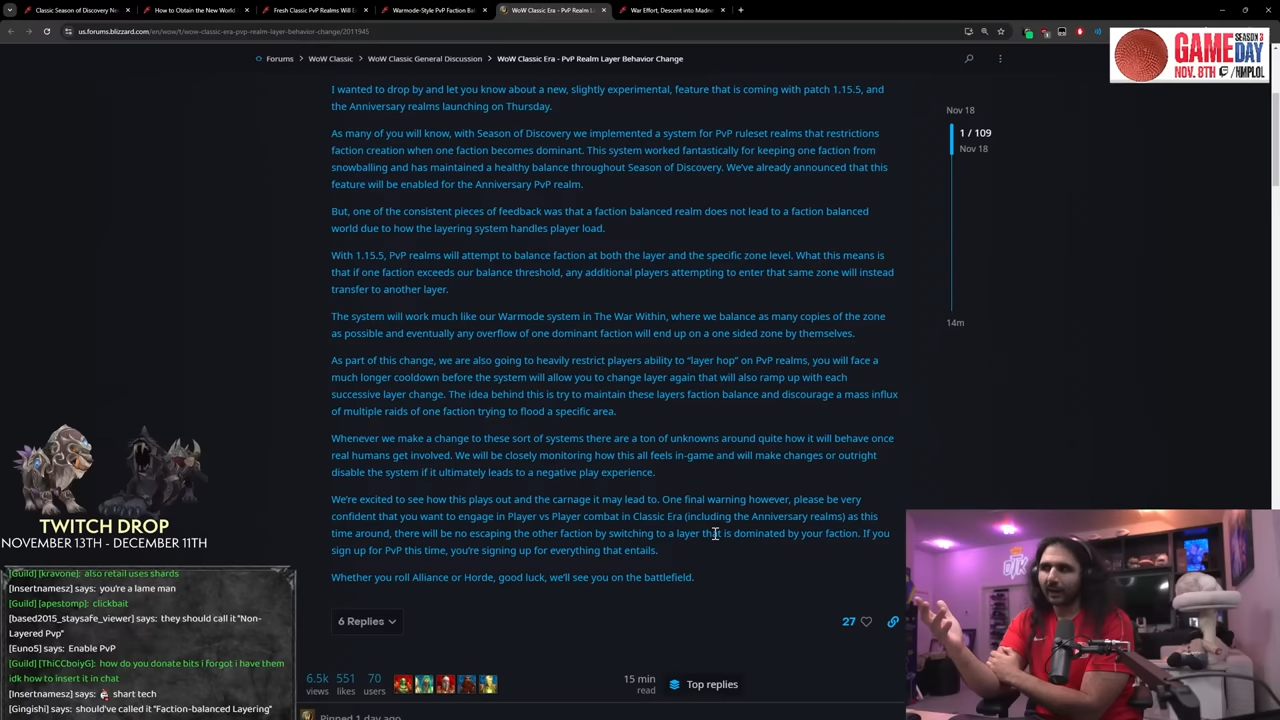 Classic Season of Discovery Ne
How to Obtain the New World
Fresh Classic PvP Realms Will E
Warmode-Style PvP Faction Ba
WoW Classic Era - PvP Realm L
War Effort, Descent into Madn
us.forums.blizzard.com/en/wow/t/wow-classic-era-pvp-realm-layer-behavior-change/2011945
GAME DAY
SEASON 3
NOV. 8TH /HMPLOL
Forums > WoW Classic > WoW Classic General Discussion > WoW Classic Era - PvP Realm Layer Behavior Change
I wanted to drop by and let you know about a new, slightly experimental, feature that is coming with patch 1.15.5, and
the Anniversary realms launching on Thursday.
As many of you will know, with Season of Discovery we implemented a system for PvP ruleset realms that restrictions
faction creation when one faction becomes dominant. This system worked fantastically for keeping one faction from
snowballing and has maintained a healthy balance throughout Season of Discovery. We've already announced that this
feature will be enabled for the Anniversary PvP realm.
But, one of the consistent pieces of feedback was that a faction balanced realm does not lead to a faction balanced
world due to how the layering system handles player load.
With 1.15.5, PvP realms will attempt to balance faction at both the layer and the specific zone level. What this means is
that if one faction exceeds our balance threshold, any additional players attempting to enter that same zone will instead
transfer to another layer.
The system will work much like our Warmode system in The War Within, where we balance as many copies of the zone
as possible and eventually any overflow of one dominant faction will end up on a one sided zone by themselves.
As part of this change, we are also going to heavily restrict players ability to "layer hop" on PvP realms, you will face a
much longer cooldown before the system will allow you to change layer again that will also ramp up with each
successive layer change. The idea behind this is try to maintain these layers faction balance and discourage a mass influx
of multiple raids of one faction trying to flood a specific area.
Whenever we make a change to these sort of systems there are a ton of unknowns around quite how it will behave once
real humans get involved. We will be closely monitoring how this all feels in-game and will make changes or outright
disable the system if it ultimately leads to a negative play experience.
We're excited to see how this plays out and the carnage it may lead to. One final warning however, please be very
confident that you want to engage in Player vs Player combat in Classic Era (including the Anniversary realms) as this
time around, there will be no escaping the other faction by switching to a layer that is dominated by your faction. If you
sign up for PvP this time, you're signing up for everything that entails.
Whether you roll Alliance or Horde, good luck, we'll see you on the battlefield.
6 Replies
27
6.5k
views
551
likes
70
users
15 min
read
Top replies
Pinned 1 day ago
Nov 18
1 / 109
Nov 18
14m
TWITCH DROP
NOVEMBER 13TH - DECEMBER 11TH
[Guild] [kravone]: also retail uses shards
[Insertnamesz] says: you're a lame man
[Guild] [apestomp]: clickbait
[based2015_staysafe_viewer] says: they should call it "Non-
Layered Pvp"
[Euno5] says: Enable PvP
[Guild] [ThiCCboiyG]: how do you donate bits i forgot i have them
idk how to insert it in chat
[Insertnamesz] says: shart tech
[Gingishi] says: should've called it "Faction-balanced Layering"